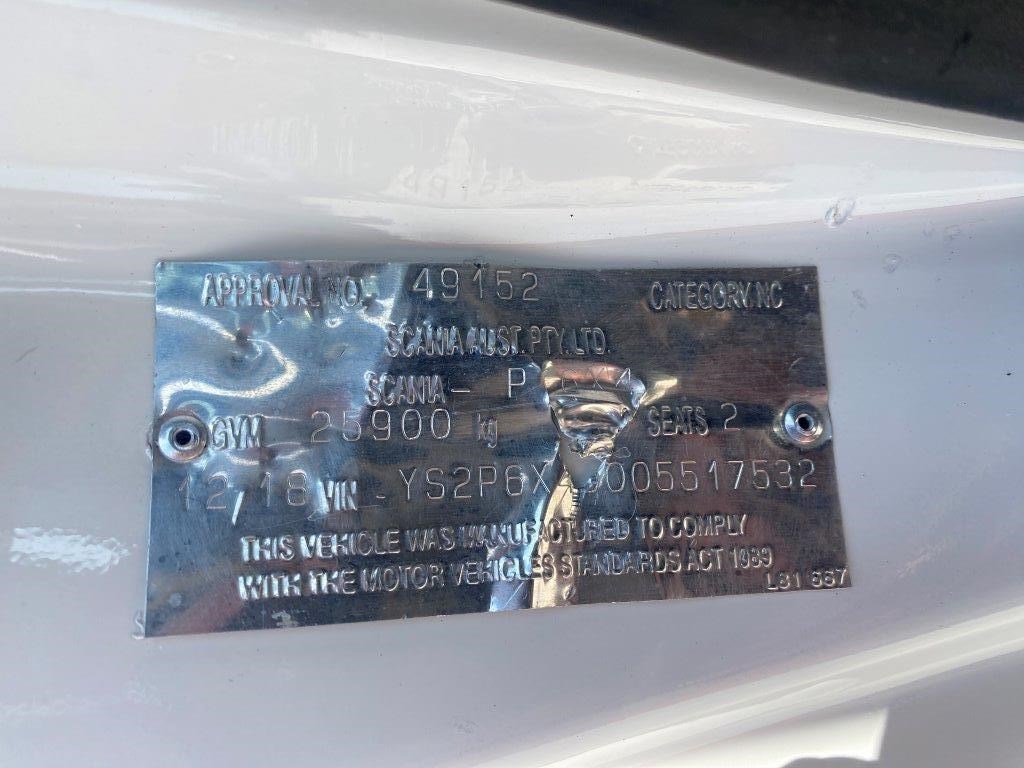 APPROVAL NO. 49152 CATEGORY NC
SCANIA AUST. PTY. LTD.
SCANIA - P 6X4
GVM 25900 kg SEATS 2
12/18 VIN
THIS VEHICLE WAS MANUFACTURED TO COMPLY
WITH THE MOTOR VEHICLES STANDARDS ACT 1989